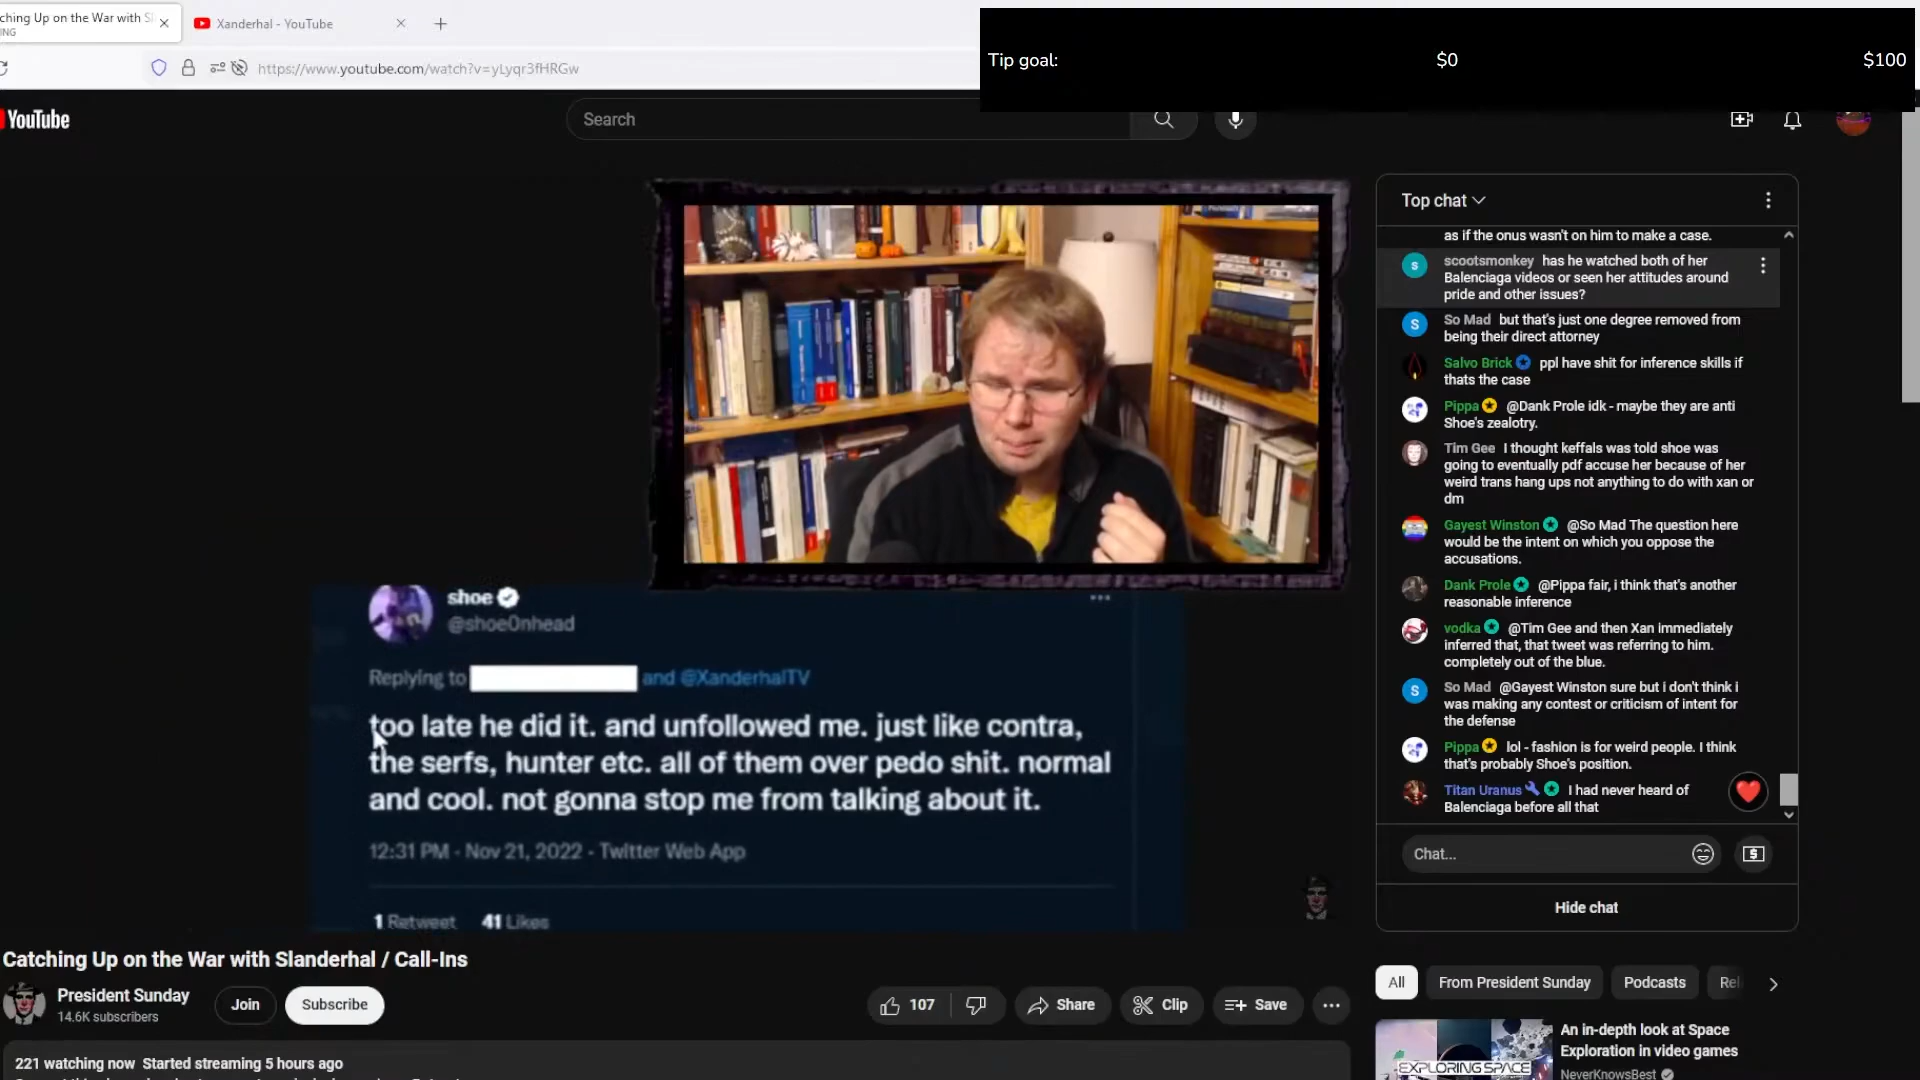 ching Up on the War with S
ING
Xanderhal - YouTube
https://www.youtube.com/watch?v=yLyqr3fHRGw
Tip goal:
$0
$100
YouTube
Search
Top chat
as if the onus wasn't on him to make a case.
scootsmonkey has he watched both of her
Balenciaga videos or seen her attitudes around
pride and other issues?
So Mad but that's just one degree removed from
being their direct attorney
Salvo Brick ppl have shit for inference skills if
thats the case
Pippa @Dank Prole idk - maybe they are anti
Shoe's zealotry.
Tim Gee I thought keffals was told shoe was
going to eventually pdf accuse her because of her
weird trans hang ups not anything to do with xan or
dm
Gayest Winston @So Mad The question here
would be the intent on which you oppose the
accusations.
Dank Prole @Pippa fair, i think that's another
reasonable inference
vodka @Tim Gee and then Xan immediately
inferred that, that tweet was referring to him.
completely out of the blue.
So Mad @Gayest Winston sure but i don't think i
was making any contest or criticism of intent for
the defense
Pippa lol - fashion is for weird people. I think
that's probably Shoe's position.
Titan Uranus I had never heard of
Balenciaga before all that
Chat...
Hide chat
shoe
@shoe0nhead
Replying to and @XanderhalTV
too late he did it. and unfollowed me. just like contra,
the serfs, hunter etc. all of them over pedo shit. normal
and cool. not gonna stop me from talking about it.
12:31 PM - Nov 21, 2022 - Twitter Web App
1 Retweet 41 Likes
Catching Up on the War with Slanderhal / Call-Ins
President Sunday
14.6K subscribers
Join
Subscribe
107
Share
Clip
Save
221 watching now Started streaming 5 hours ago
All
From President Sunday
Podcasts
Rel
An in-depth look at Space
Exploration in video games
NeverKnowsBest
EXPLORING SPACE